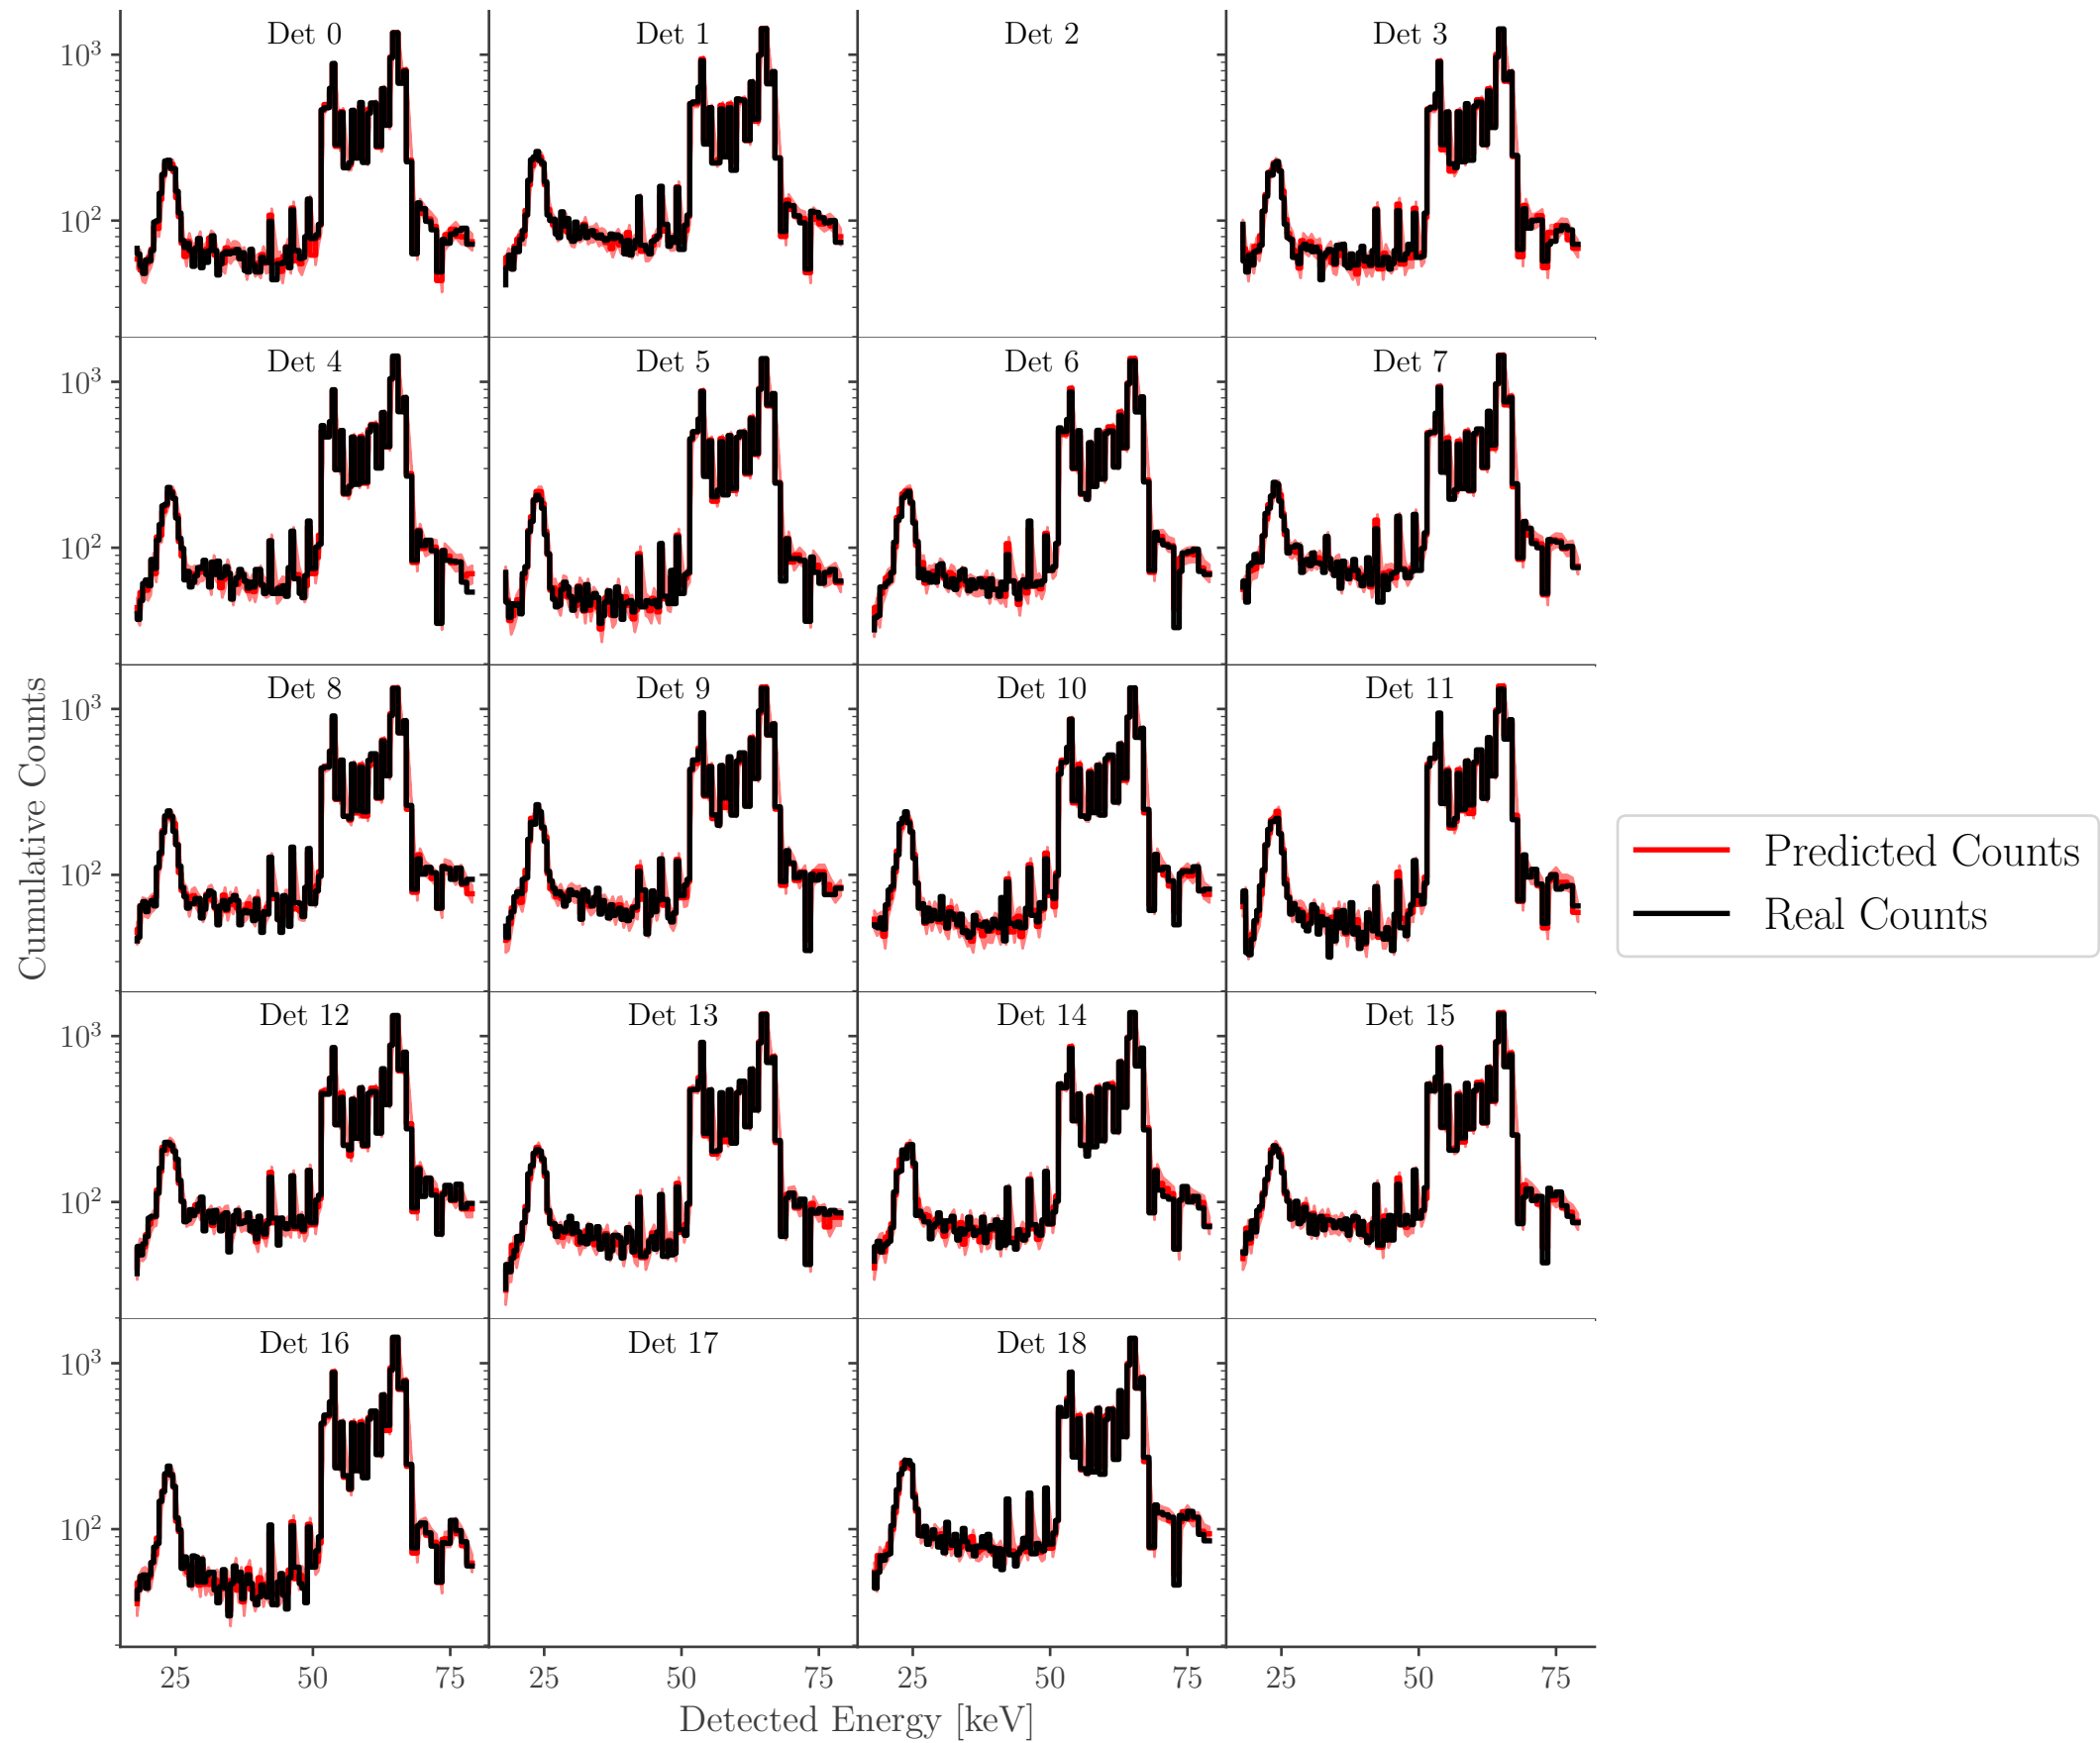 Det 0
Det 1
Det 2
Det 3
10³
10²
Det 4
Det 5
Det 6
Det 7
10³
10²
Det 8
Det 9
Det 10
Det 11
10³
10²
Det 12
Det 13
Det 14
Det 15
10³
10²
Det 16
Det 17
Det 18
10³
10²
25 50 75
25 50 75
25 50 75
25 50 75
Detected Energy [keV]
Cumulative Counts
Predicted Counts
Real Counts